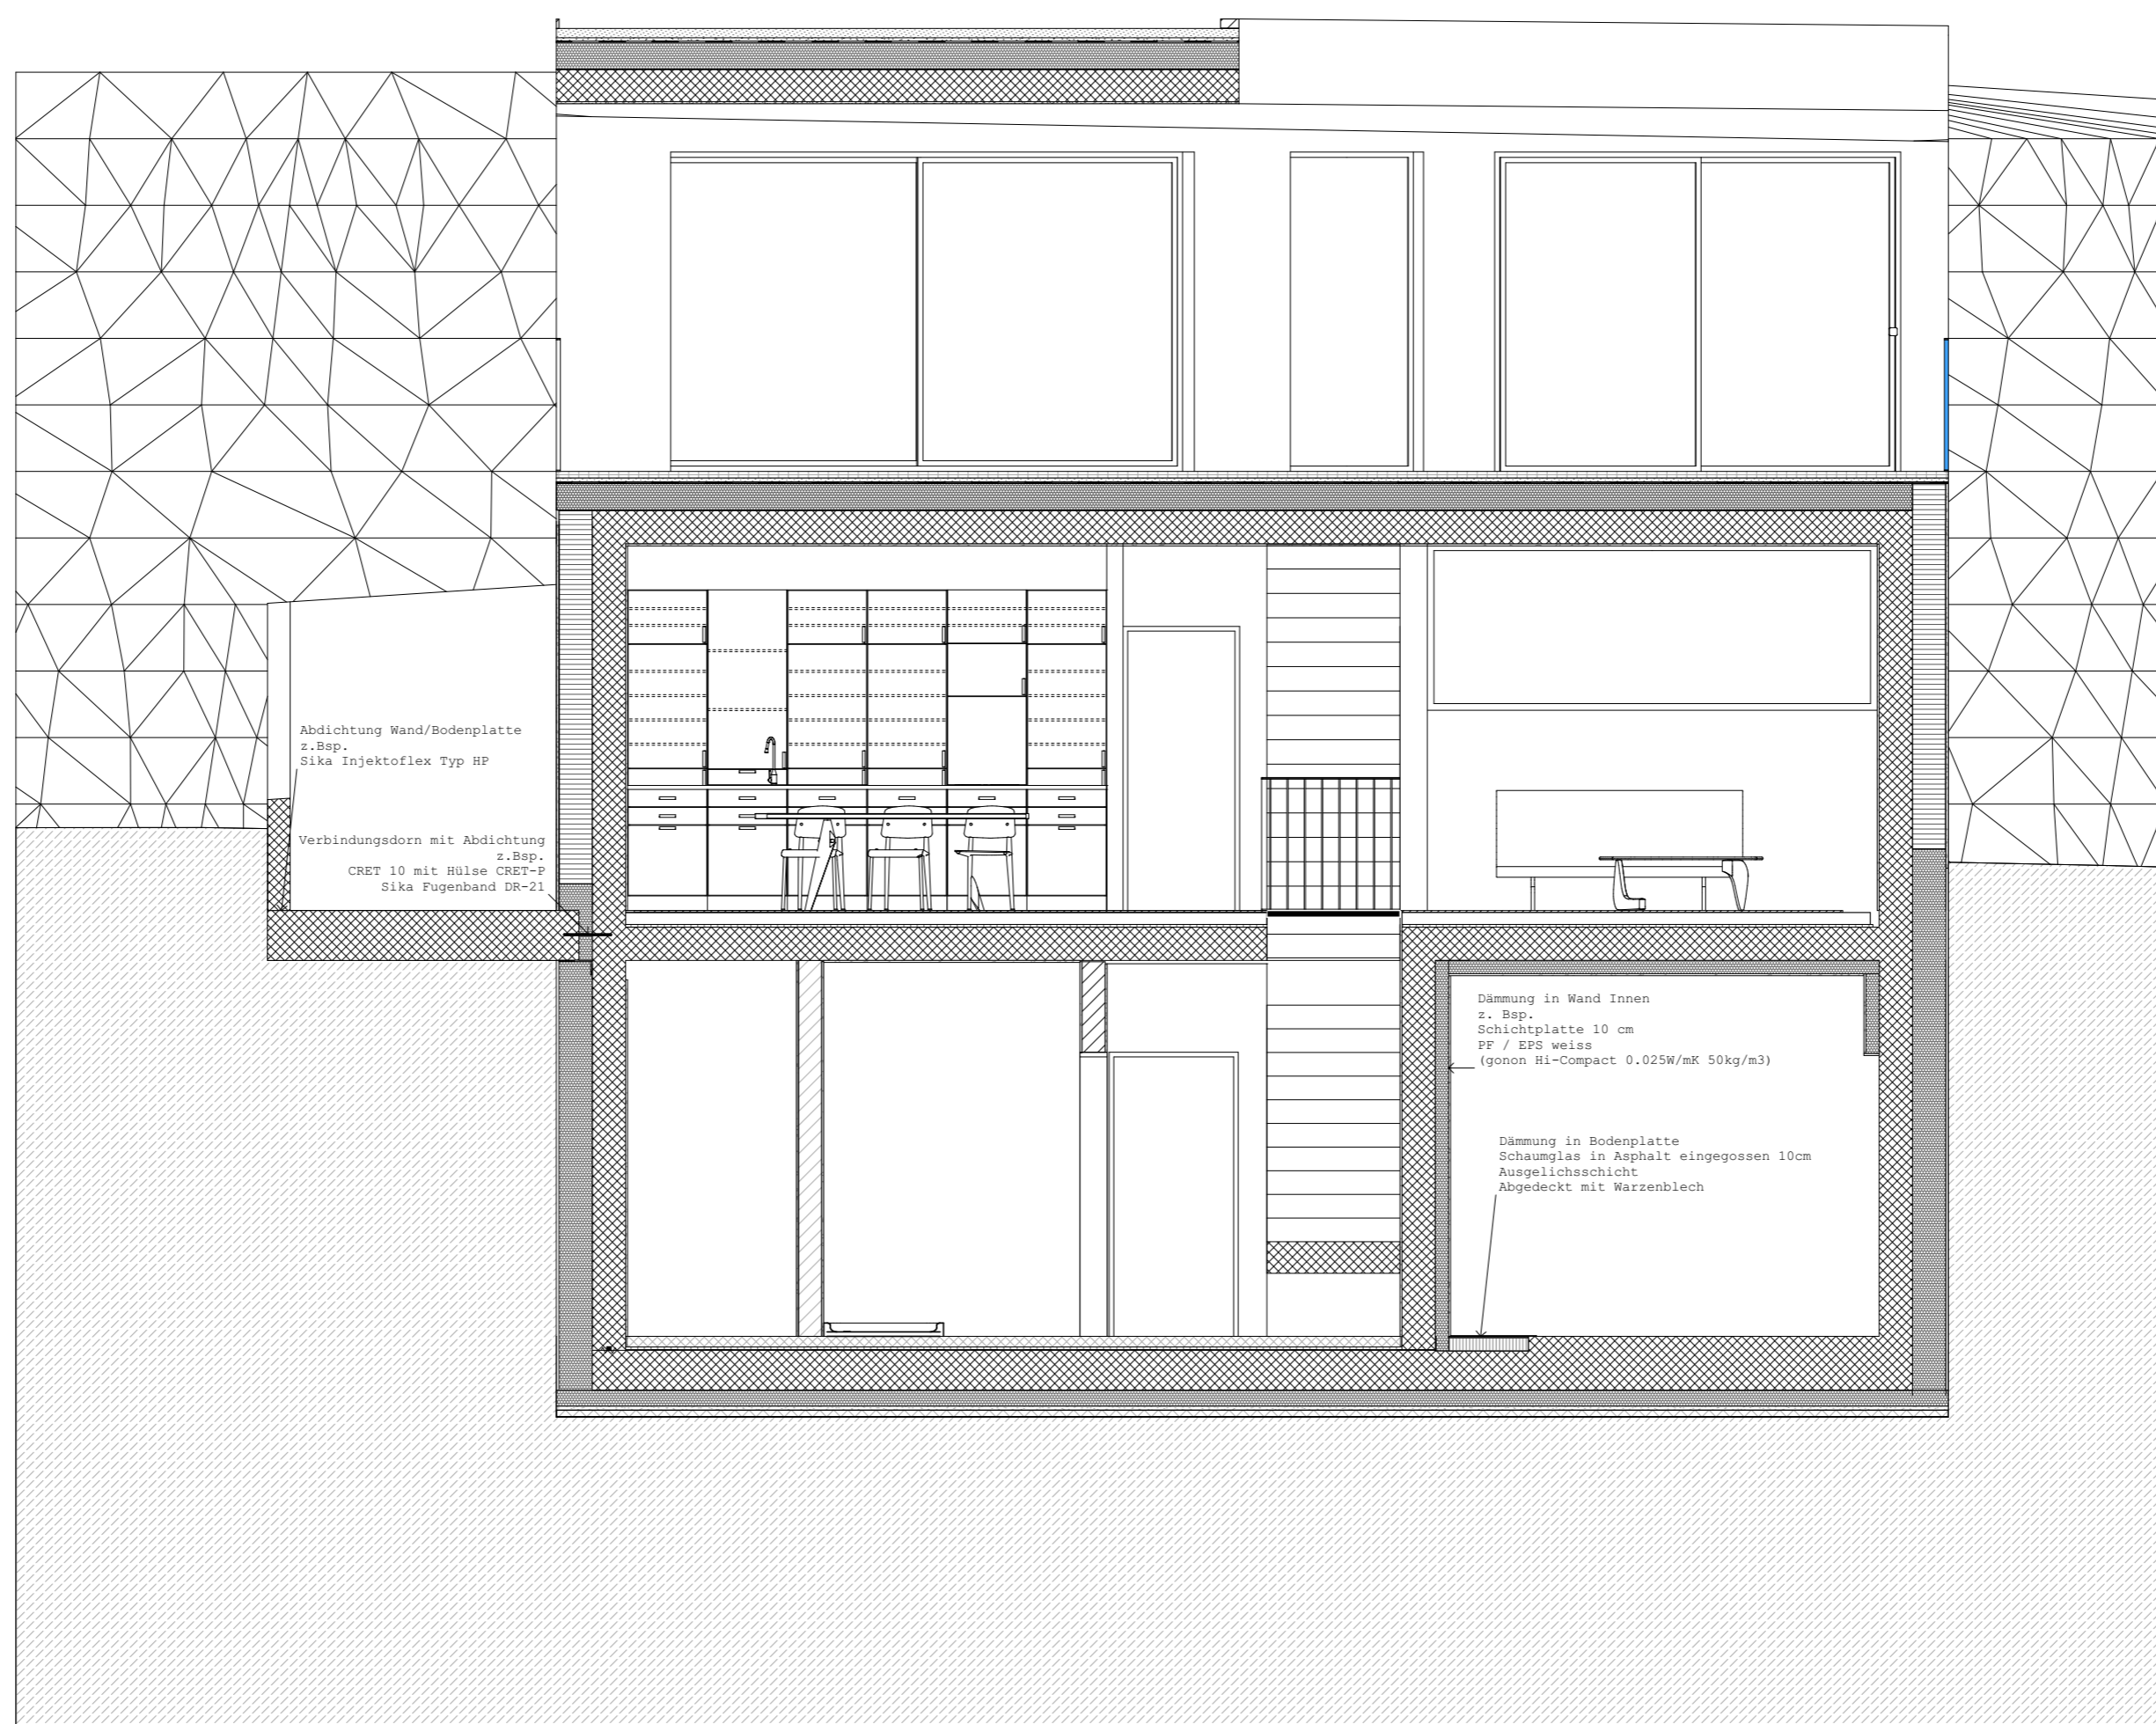 Abdichtung Wand/Bodenplatte
z.Bsp.
Sika Injektoflex Typ HP
Verbindungsdorn mit Abdichtung
z.Bsp.
CRET 10 mit Hülse CRET-P
Sika Fugenband DR-21
Dämmung in Wand Innen
z. Bsp.
Schichtplatte 10 cm
PF / EPS weiss
(gonon Hi-Compact 0.025W/mK 50kg/m3)
Dämmung in Bodenplatte
Schaumglas in Asphalt eingegossen 10cm
Ausgelichsschicht
Abgedeckt mit Warzenblech